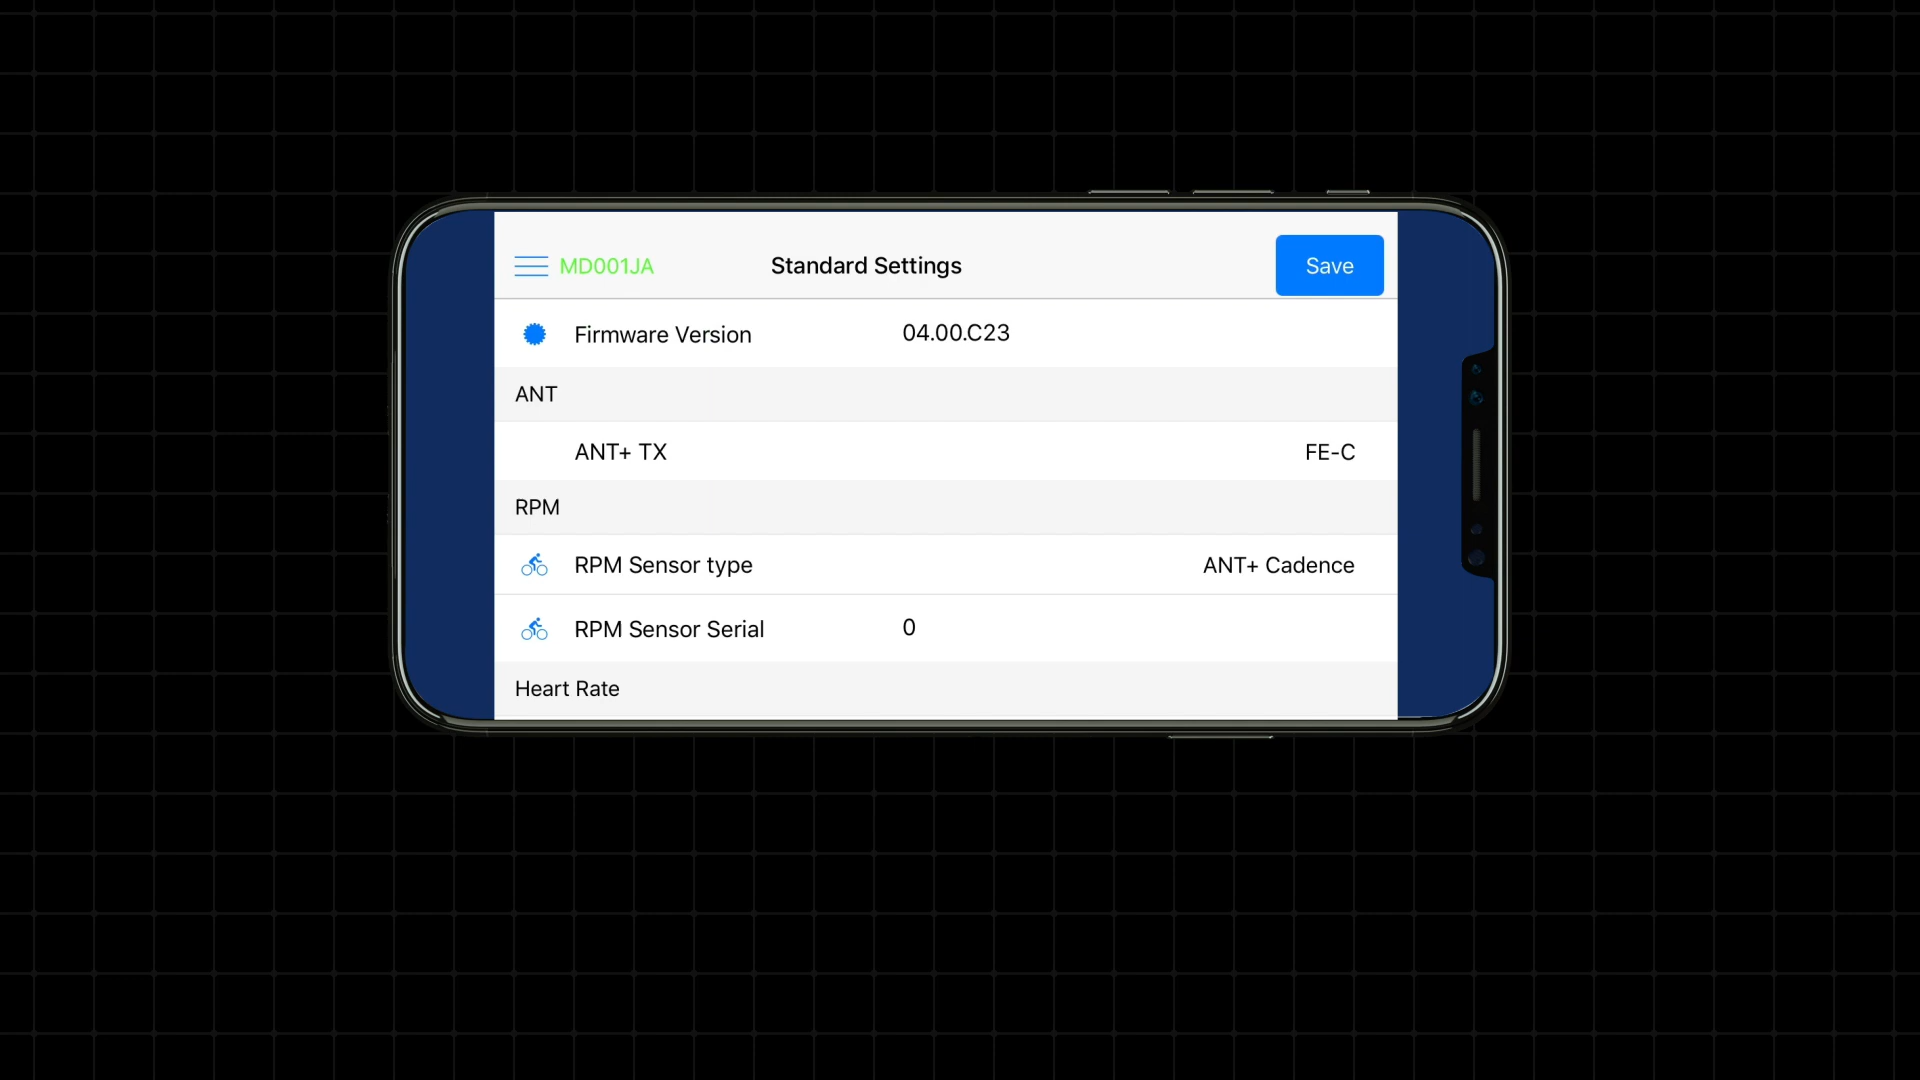 MD001JA Standard Settings Save
Firmware Version 04.00.C23
ANT
ANT+ TX FE-C
RPM
RPM Sensor type ANT+ Cadence
RPM Sensor Serial 0
Heart Rate